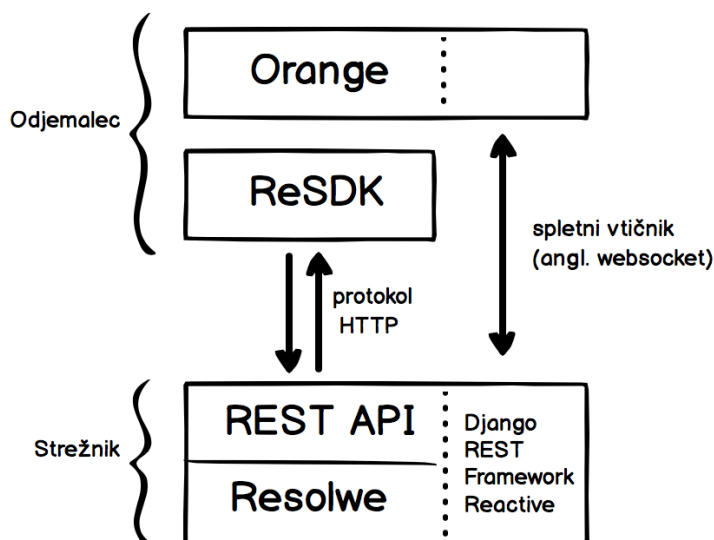 Orange
Odjemalec
ReSDK
spletni vtičnik
(angl. websocket)
protokol
HTTP
REST API
Resolwe
Django
REST
Framework
Reactive
Strežnik